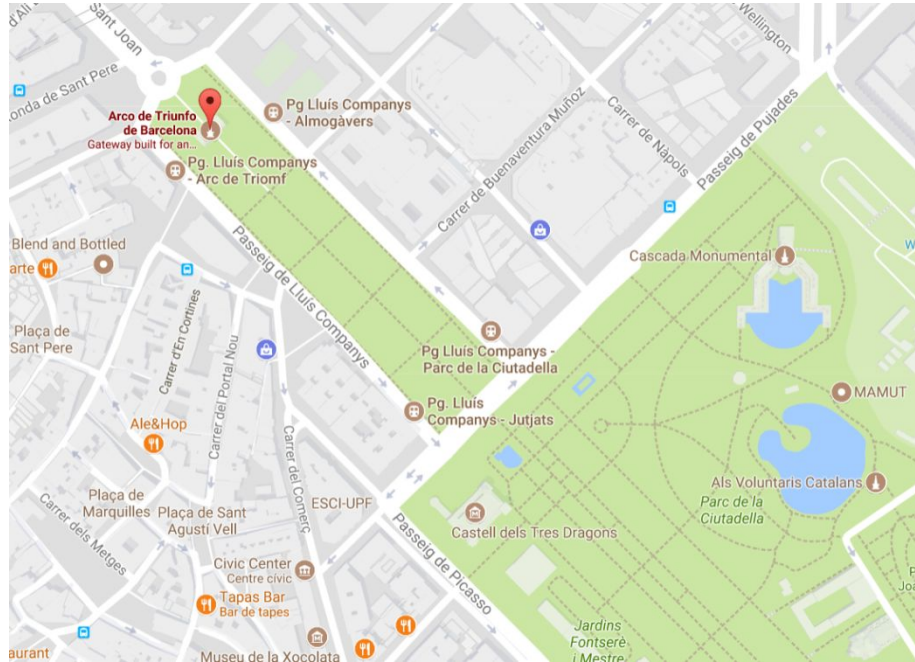 d'Alí
Sant Joan
Wellington
Ronda de Sant Pere
Arco de Triunfo
de Barcelona
Gateway built for an...
Pg Lluís Companys
- Almogàvers
Pg. Lluís Companys
- Arc de Triomf
Carrer de Buenaventura Muñoz
Carrer de Nàpols
Passeig de Pujades
Passeig de Lluís Companys
Blend and Bottled
arte
Cascada Monumental
Plaça de
Sant Pere
Carrer d'En Cortines
Carrer del Portal Nou
Pg Lluís Companys -
Parc de la Ciutadella
MAMUT
Pg. Lluís
Companys - Jutjats
Ale&Hop
Carrer del Comerç
Plaça de
Marquilles
Plaça de Sant
Agustí Vell
ESCI-UPF
Als Voluntaris Catalans
Parc de la
Ciutadella
Castell dels Tres Dragons
Carrer dels Metges
Passeig de Picasso
Civic Center
Centre cívic
Tapas Bar
Bar de tapes
Jardins
Fontserè
i Mestre
Museu de la Xocolata
aurant